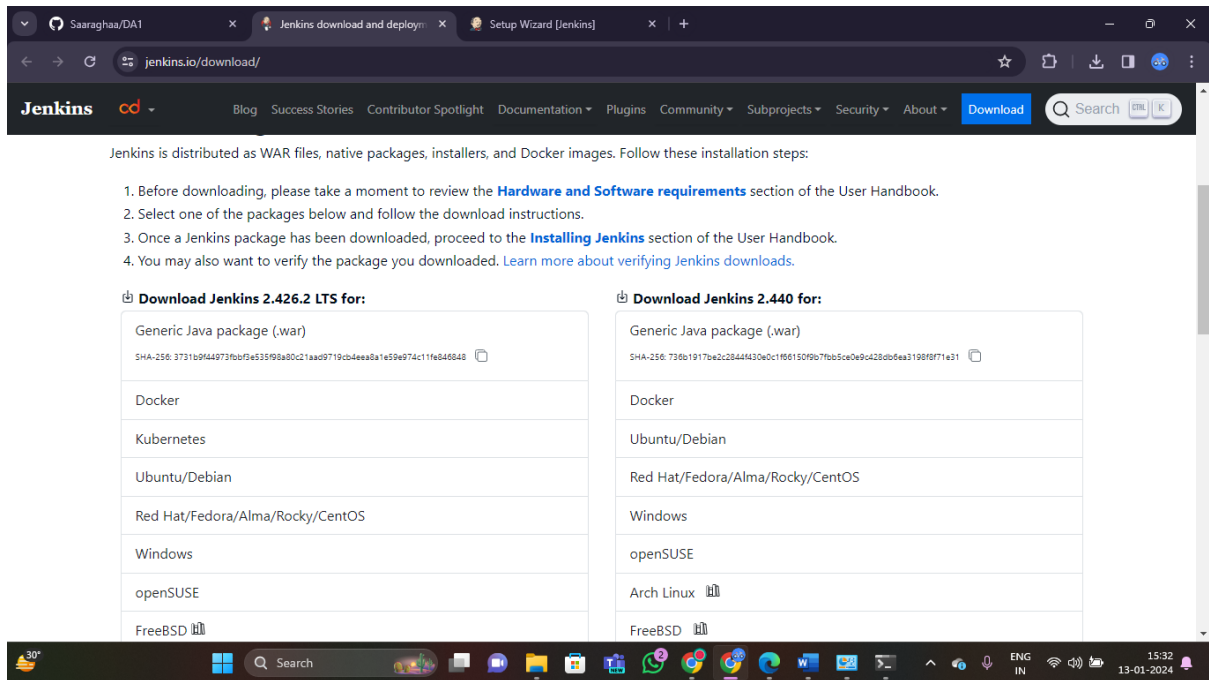 Saaraghaa/DA1
Jenkins download and deploym
Setup Wizard [Jenkins]
jenkins.io/download/
Jenkins cd Blog Success Stories Contributor Spotlight Documentation Plugins Community Subprojects Security About Download Search CTRL K
Jenkins is distributed as WAR files, native packages, installers, and Docker images. Follow these installation steps:
1. Before downloading, please take a moment to review the Hardware and Software requirements section of the User Handbook.
2. Select one of the packages below and follow the download instructions.
3. Once a Jenkins package has been downloaded, proceed to the Installing Jenkins section of the User Handbook.
4. You may also want to verify the package you downloaded. Learn more about verifying Jenkins downloads.
Download Jenkins 2.426.2 LTS for:
Generic Java package (.war)
SHA-256:
Docker
Kubernetes
Ubuntu/Debian
Red Hat/Fedora/Alma/Rocky/CentOS
Windows
openSUSE
FreeBSD
Download Jenkins 2.440 for:
Generic Java package (.war)
SHA-256:
Docker
Ubuntu/Debian
Red Hat/Fedora/Alma/Rocky/CentOS
Windows
openSUSE
Arch Linux
FreeBSD
30°
Search
2
ENG
IN
15:32
13-01-2024